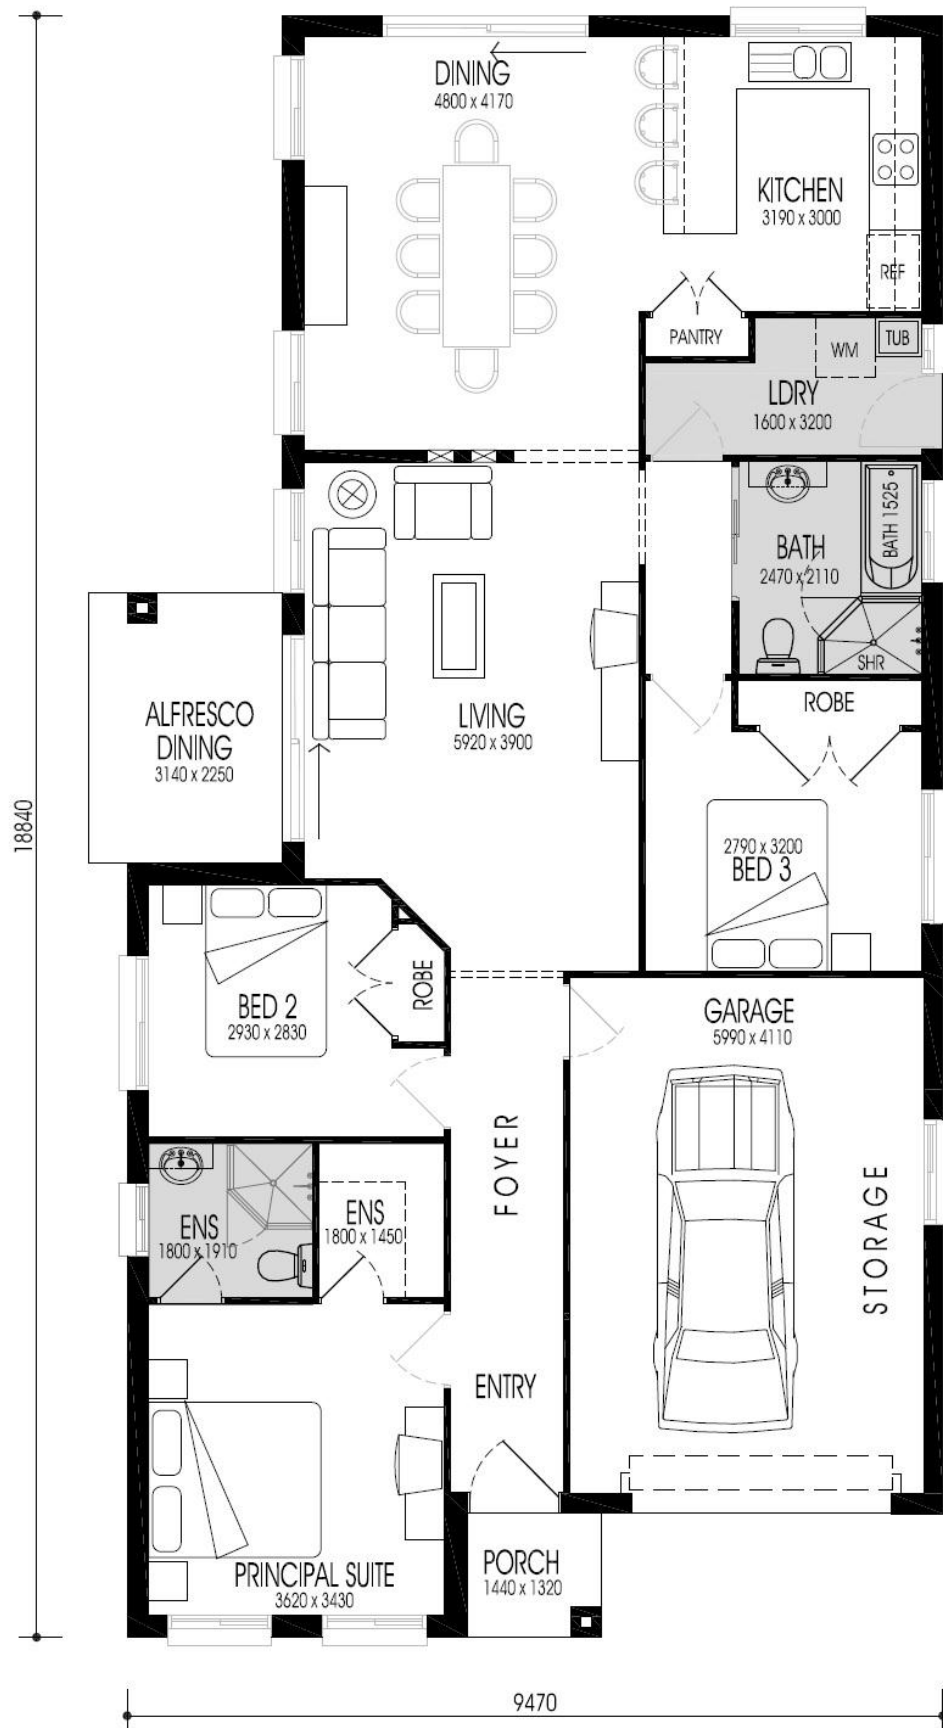 DINING
4800 x 4170
KITCHEN
3190 x 3000
REF
PANTRY
WM
TUB
LDRY
1600 x 3200
BATH
2470 x 2110
BATH 1525
SHR
ROBE
ALFRESCO
DINING
3140 x 2250
LIVING
5920 x 3900
18840
2790 x 3200
BED 3
BED 2
2930 x 2830
ROBE
GARAGE
5990 x 4110
FOYER
STORAGE
ENS
1800 x 1910
ENS
1800 x 1450
ENTRY
PRINCIPAL SUITE
3620 x 3430
PORCH
1440 x 1320
9470